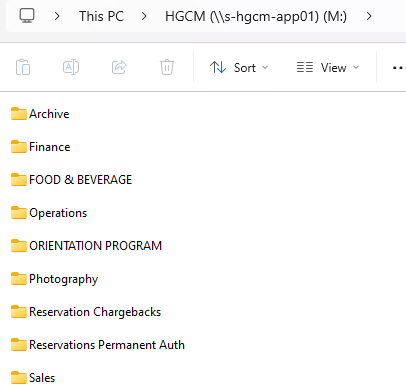 This PC > HGCM (\\s-hgcm-app01) (M:) >
Sort View
Archive
Finance
FOOD & BEVERAGE
Operations
ORIENTATION PROGRAM
Photography
Reservation Chargebacks
Reservations Permanent Auth
Sales